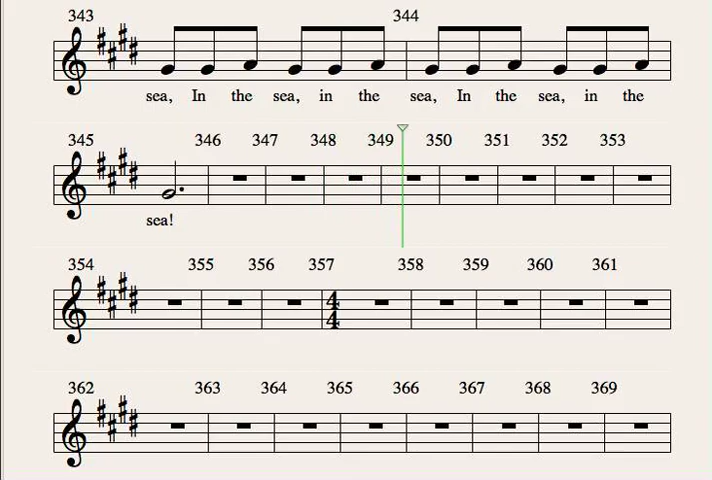 343 344
sea, In the sea, in the sea, In the sea, in the
345 346 347 348 349 350 351 352 353
sea!
354 355 356 357 358 359 360 361
4
4
362 363 364 365 366 367 368 369